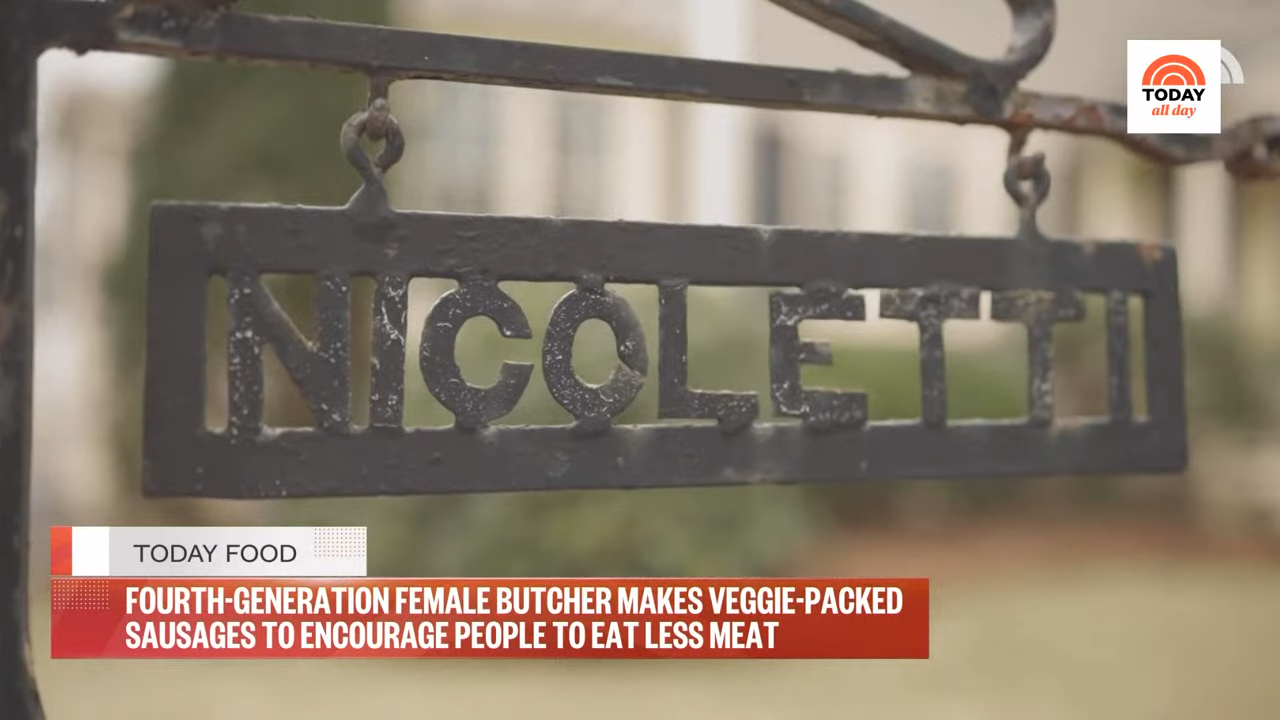 TODAY
all day
NICOLETTI
TODAY FOOD
FOURTH-GENERATION FEMALE BUTCHER MAKES VEGGIE-PACKED
SAUSAGES TO ENCOURAGE PEOPLE TO EAT LESS MEAT